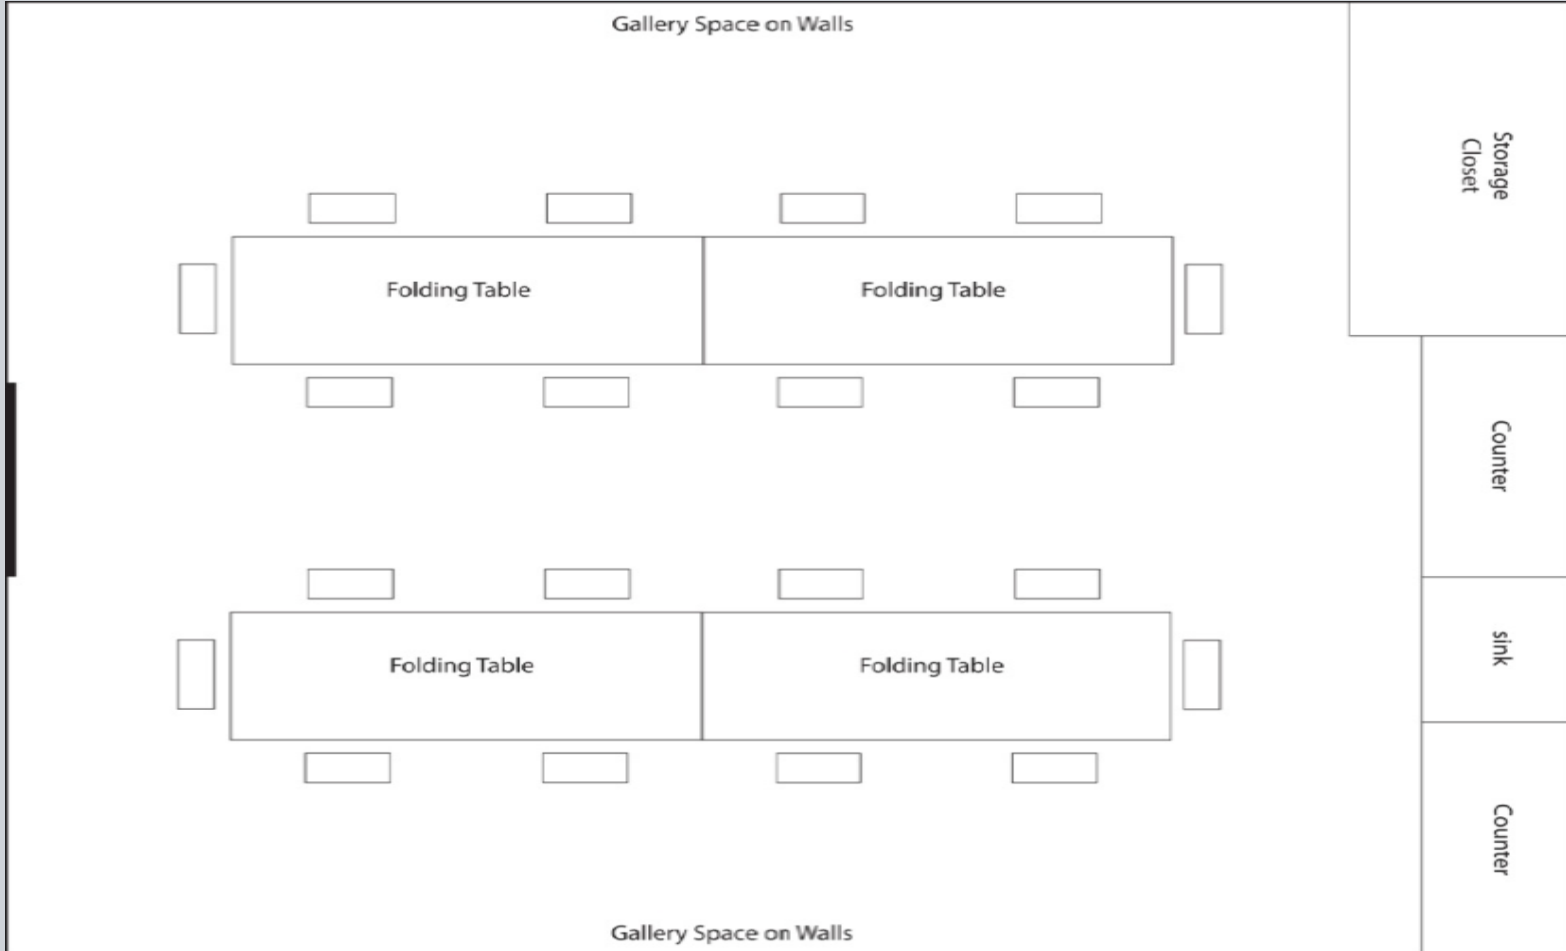 Gallery Space on Walls
Storage
Closet
Folding Table
Folding Table
Counter
Folding Table
Folding Table
sink
Counter
Gallery Space on Walls